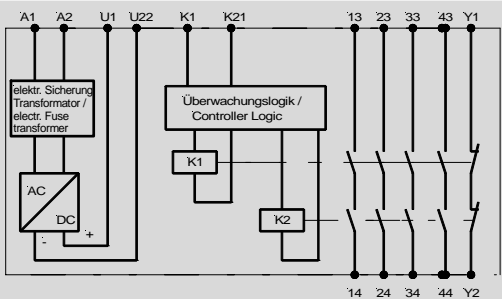 A1 A2 U1 U22 K1 K21 13 23 33 43 Y1
elektr. Sicherung
Transformator /
electr. Fuse
transformer
Überwachungslogik /
Controller Logic
K1
AC
DC
- +
K2
14 24 34 44 Y2